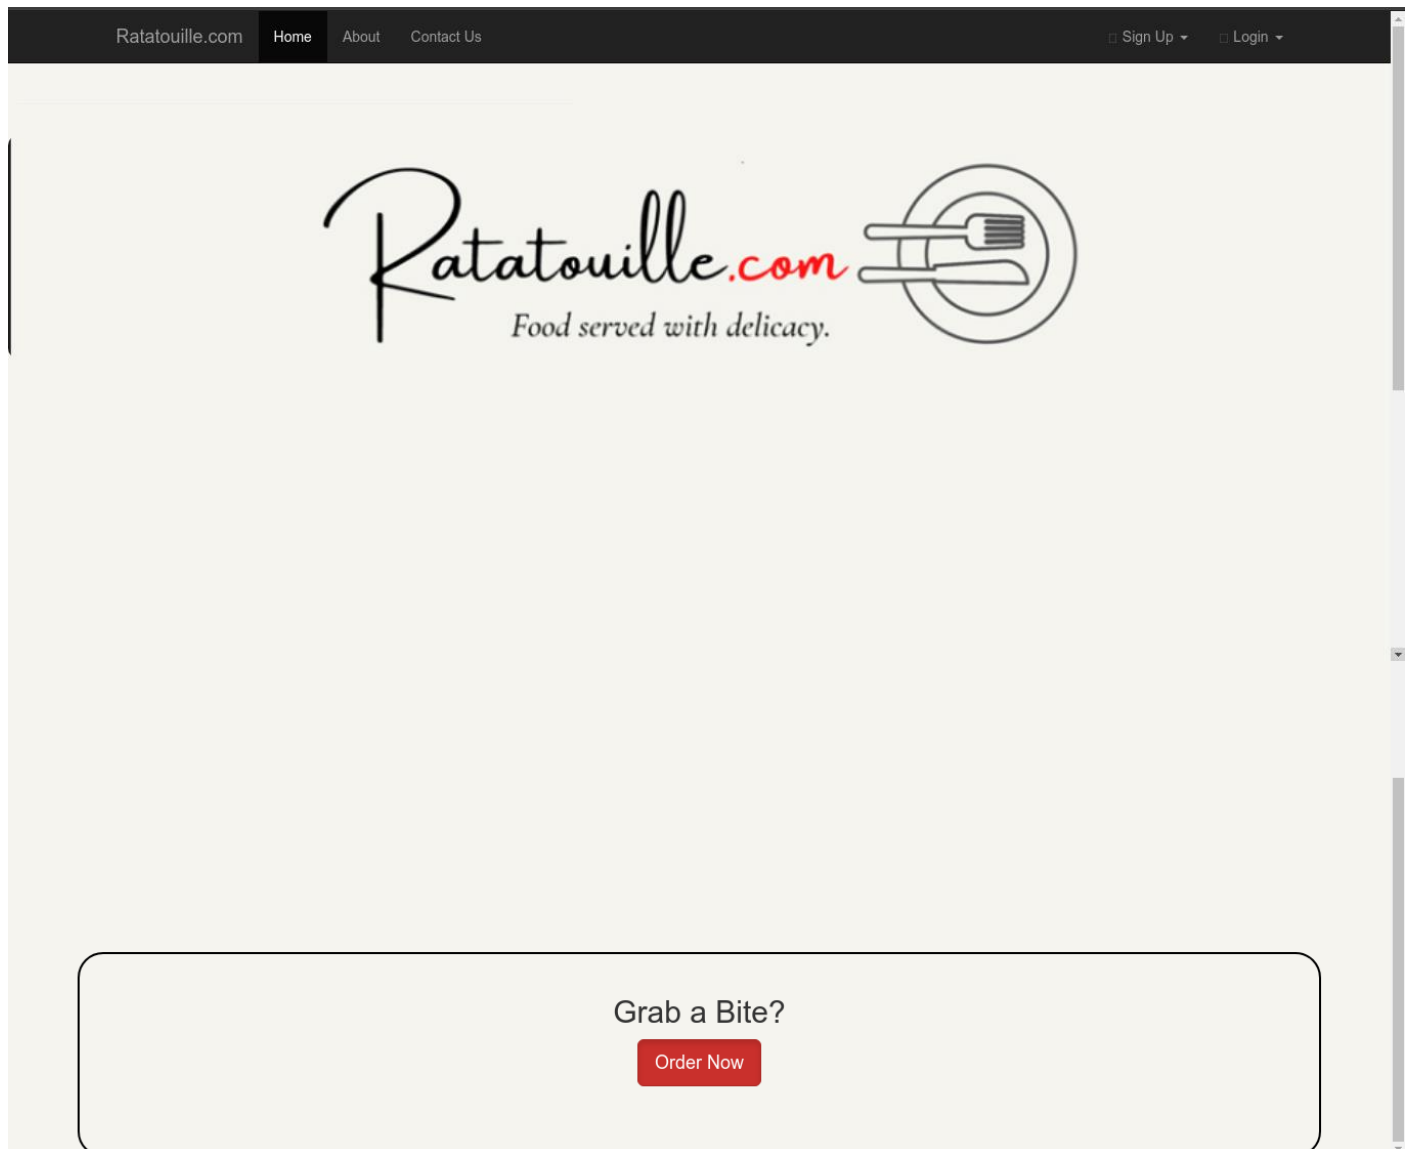 Ratatouille.com Home About Contact Us Sign Up Login
Ratatouille.com
Food served with delicacy.
Grab a Bite?
Order Now